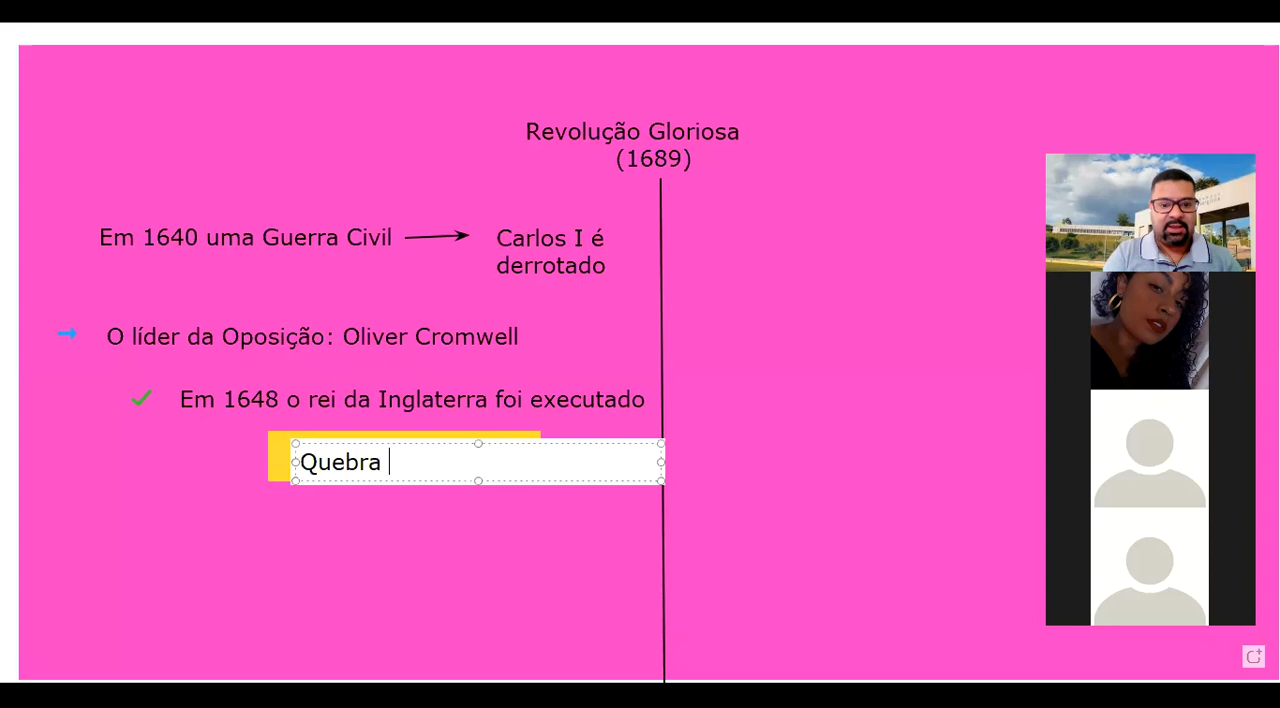 Revolução Gloriosa
(1689)
Em 1640 uma Guerra Civil
Carlos I é
derrotado
O líder da Oposição: Oliver Cromwell
Em 1648 o rei da Inglaterra foi executado
Quebra